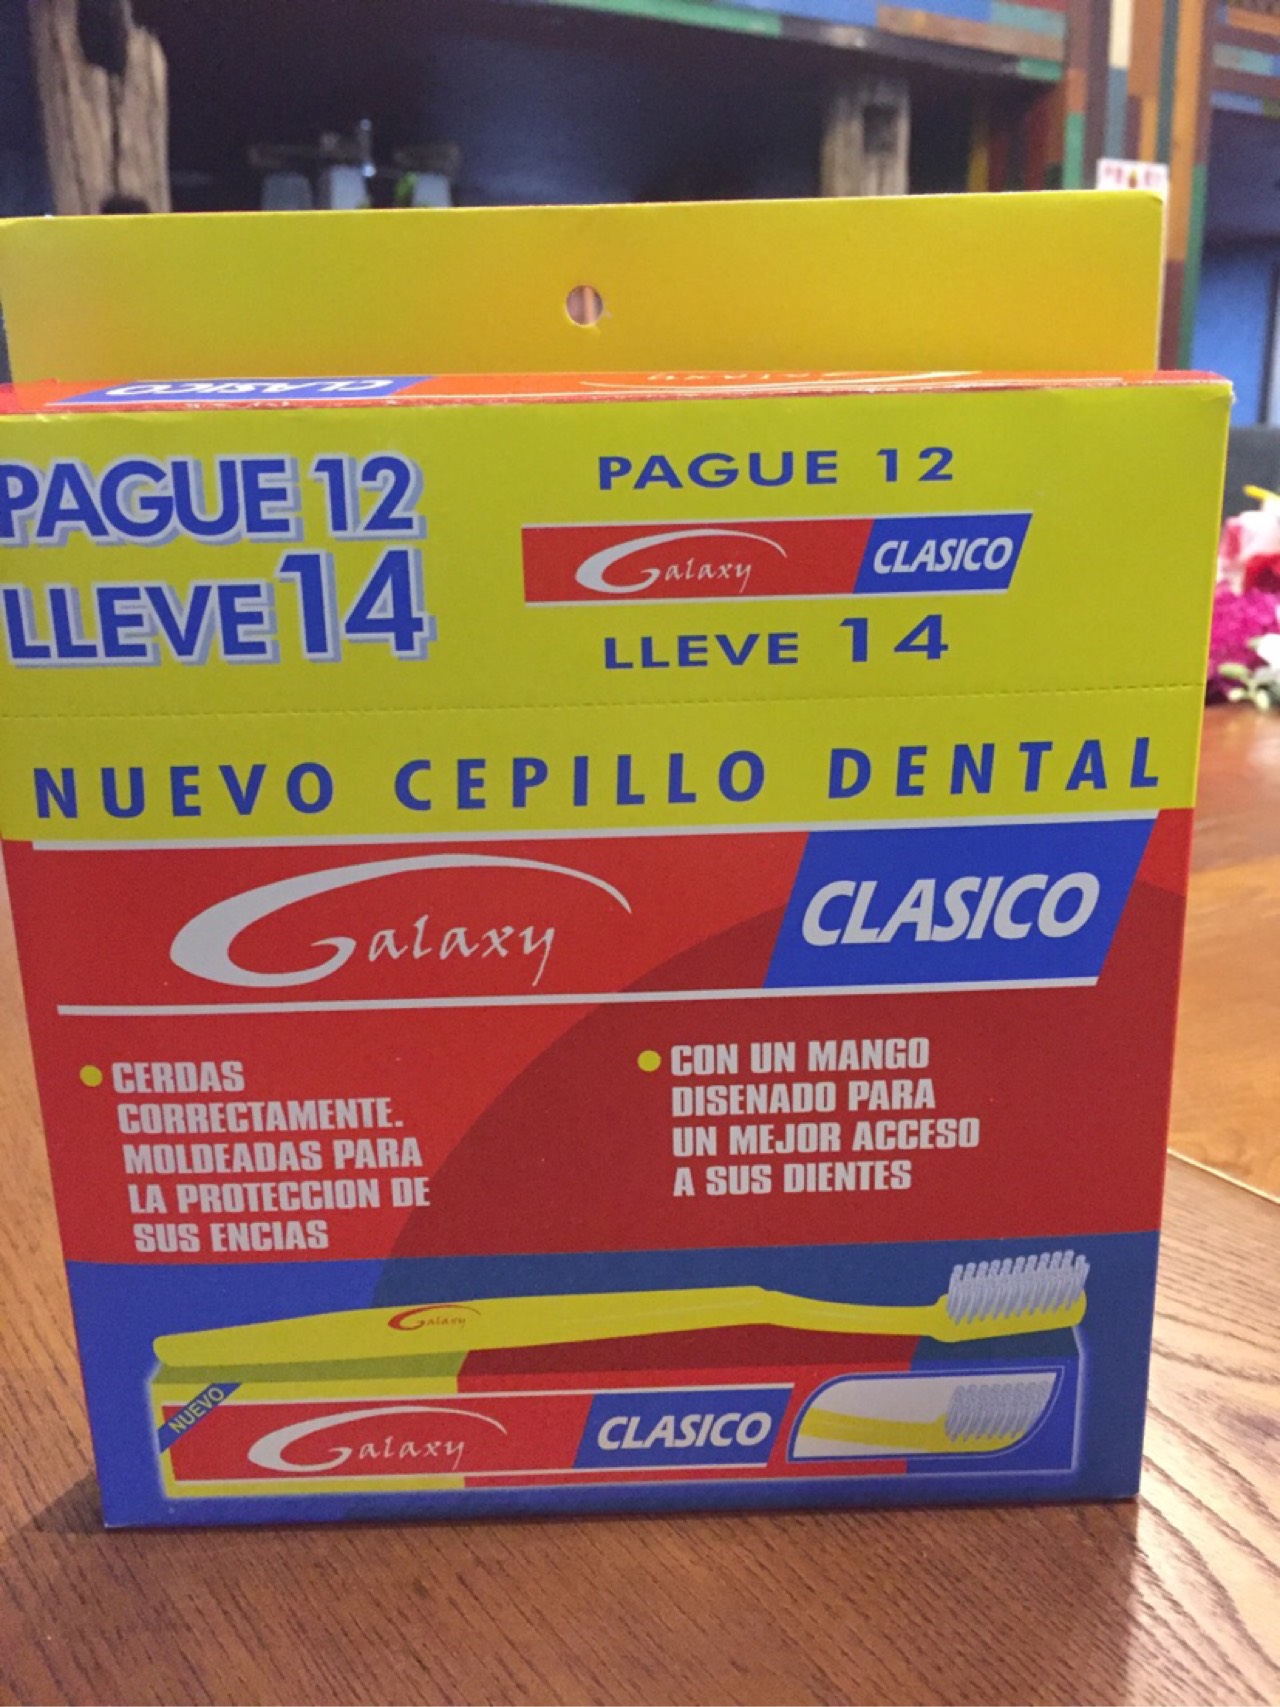 CLASICO
Galaxy
PAGUE 12
LLEVE 14
PAGUE 12
Galaxy CLASICO
LLEVE 14
NUEVO CEPILLO DENTAL
Galaxy CLASICO
CERDAS
CORRECTAMENTE.
MOLDEADAS PARA
LA PROTECCION DE
SUS ENCIAS
CON UN MANGO
DISENADO PARA
UN MEJOR ACCESO
A SUS DIENTES
Galaxy
NUEVO
Galaxy CLASICO